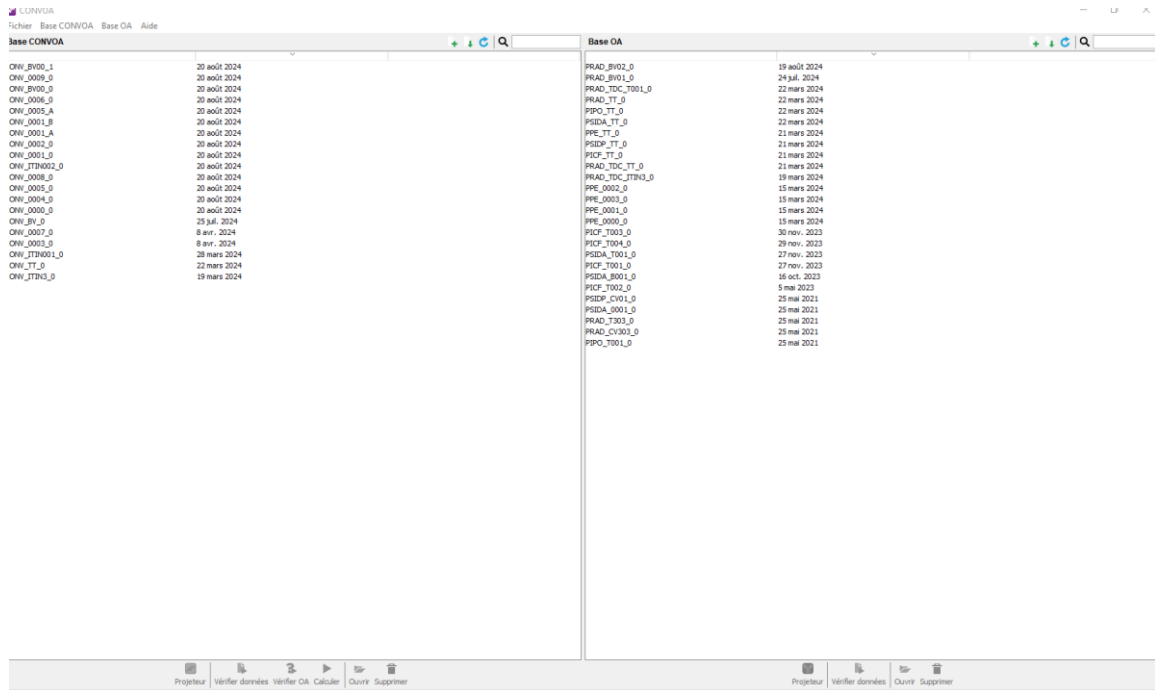 CONVOA
Fichier Base CONVOA Base OA Aide
Base CONVOA
ONV_BV00_1 20 août 2024
ONV_0009_0 20 août 2024
ONV_BV00_0 20 août 2024
ONV_0006_0 20 août 2024
ONV_0005_A 20 août 2024
ONV_0001_B 20 août 2024
ONV_0001_A 20 août 2024
ONV_0002_0 20 août 2024
ONV_0001_0 20 août 2024
ONV_ITIN002_0 20 août 2024
ONV_0008_0 20 août 2024
ONV_0005_0 20 août 2024
ONV_0004_0 20 août 2024
ONV_0000_0 20 août 2024
ONV_BV_0 25 juil. 2024
ONV_0007_0 8 avr. 2024
ONV_0003_0 8 avr. 2024
ONV_ITIN001_0 28 mars 2024
ONV_TT_0 22 mars 2024
ONV_ITIN3_0 19 mars 2024
Projeteur Vérifier données Vérifier OA Calculer Ouvrir Supprimer
Base OA
PRAD_BV02_0 19 août 2024
PRAD_BV01_0 24 juil. 2024
PRAD_TDC_T001_0 22 mars 2024
PRAD_TT_0 22 mars 2024
PIPO_TT_0 22 mars 2024
PSIDA_TT_0 22 mars 2024
PPE_TT_0 21 mars 2024
PSIDP_TT_0 21 mars 2024
PICF_TT_0 21 mars 2024
PRAD_TDC_TT_0 21 mars 2024
PRAD_TDC_ITIN3_0 19 mars 2024
PPE_0002_0 15 mars 2024
PPE_0003_0 15 mars 2024
PPE_0001_0 15 mars 2024
PPE_0000_0 15 mars 2024
PICF_T003_0 30 nov. 2023
PICF_T004_0 29 nov. 2023
PSIDA_T001_0 27 nov. 2023
PICF_T001_0 27 nov. 2023
PSIDA_B001_0 16 oct. 2023
PICF_T002_0 5 mai 2023
PSIDP_CV01_0 25 mai 2021
PSIDA_0001_0 25 mai 2021
PRAD_T303_0 25 mai 2021
PRAD_CV303_0 25 mai 2021
PIPO_T001_0 25 mai 2021
Projeteur Vérifier données Ouvrir Supprimer